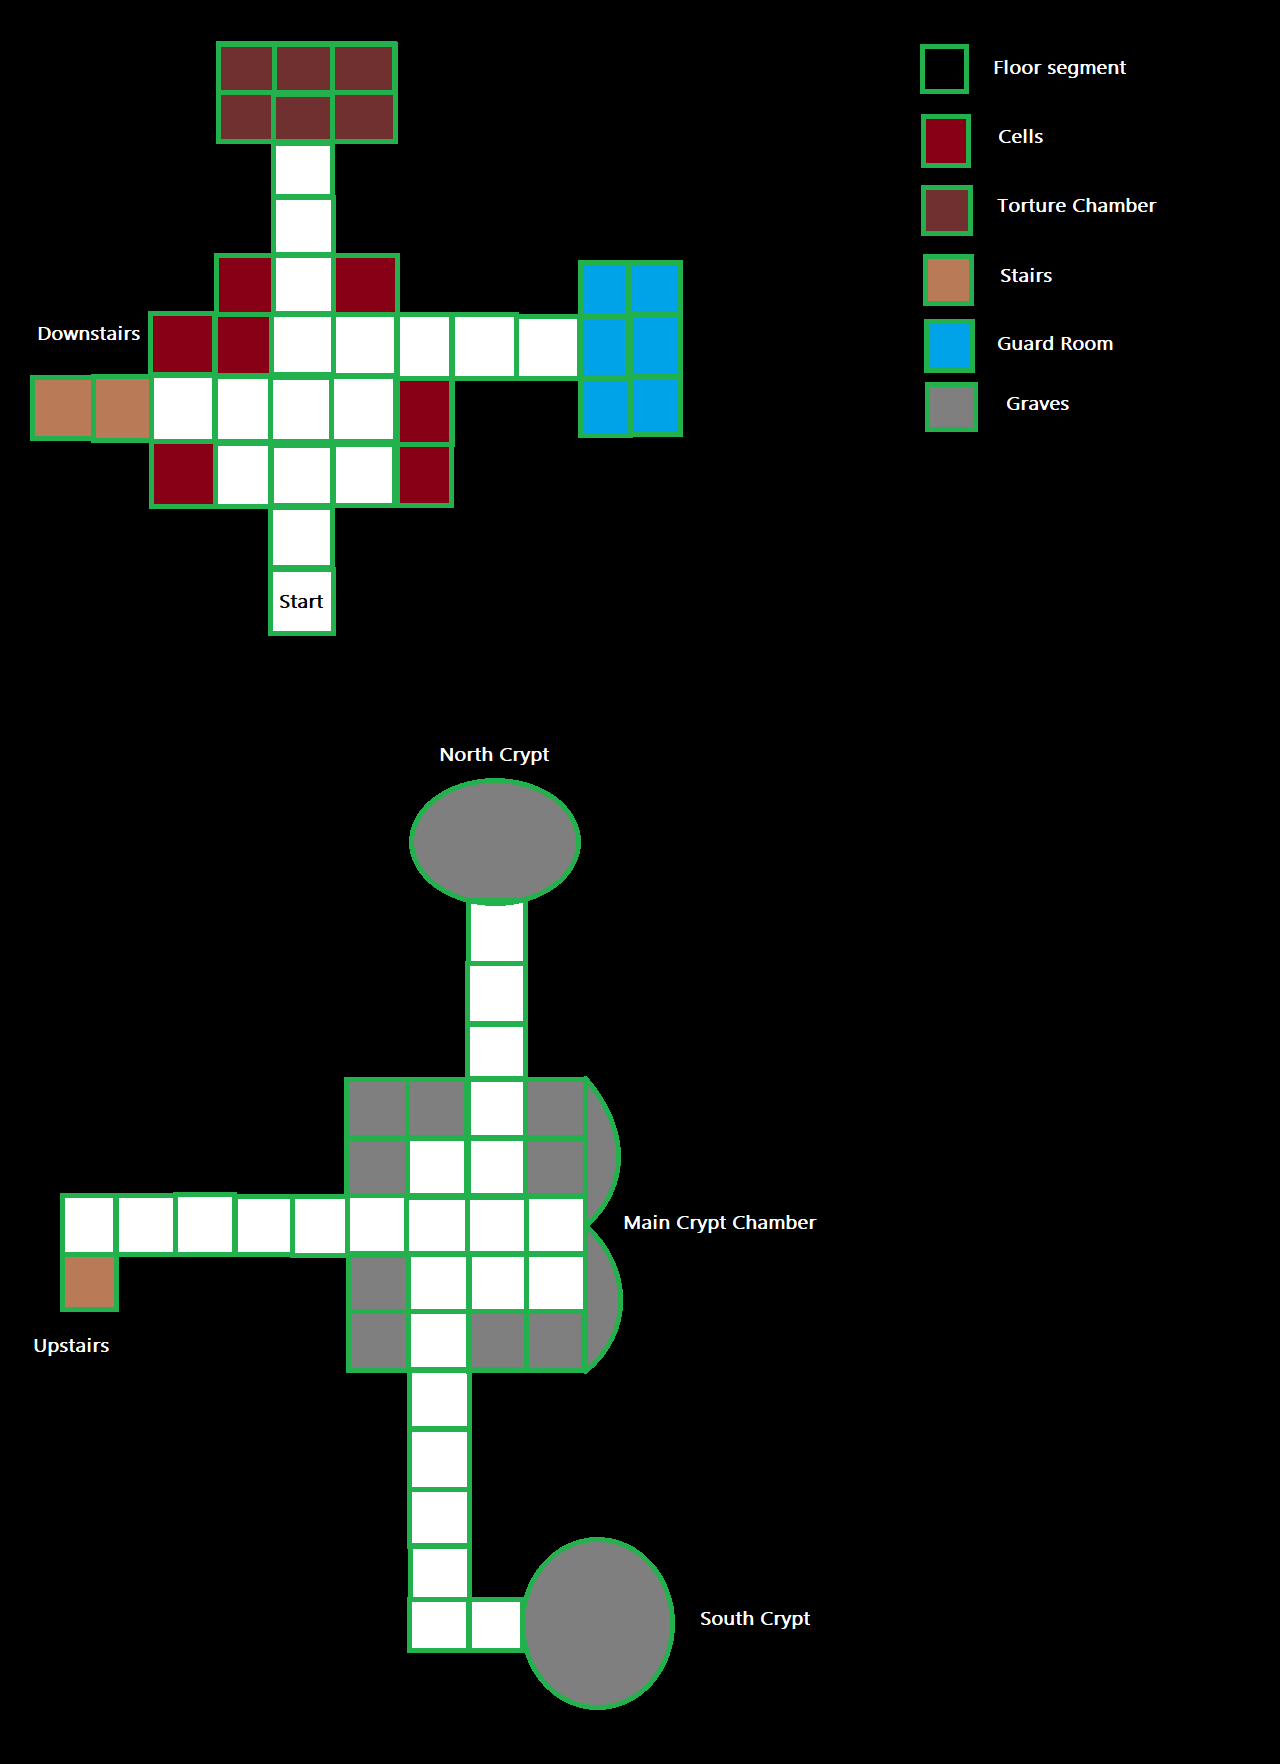 Floor segment
Cells
Torture Chamber
Stairs
Downstairs
Guard Room
Graves
Start
North Crypt
Main Crypt Chamber
Upstairs
South Crypt